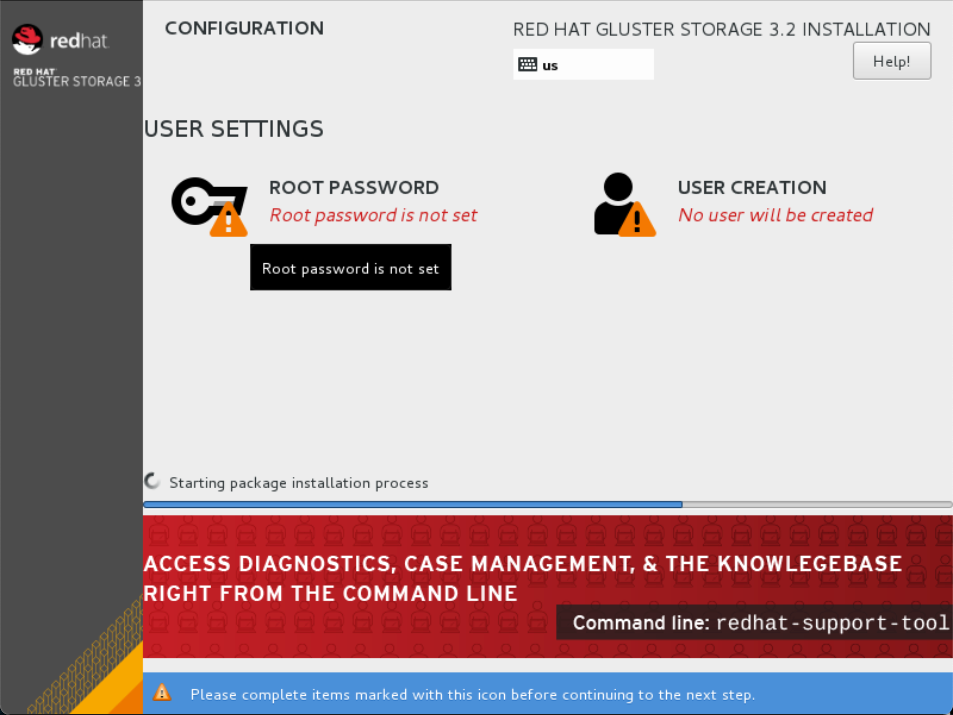 redhat.
RED HAT
GLUSTER STORAGE 3
CONFIGURATION
RED HAT GLUSTER STORAGE 3.2 INSTALLATION
us
Help!
USER SETTINGS
ROOT PASSWORD
Root password is not set
USER CREATION
No user will be created
Root password is not set
Starting package installation process
ACCESS DIAGNOSTICS, CASE MANAGEMENT, & THE KNOWLEGEBASE
RIGHT FROM THE COMMAND LINE
Command line: redhat-support-tool
Please complete items marked with this icon before continuing to the next step.